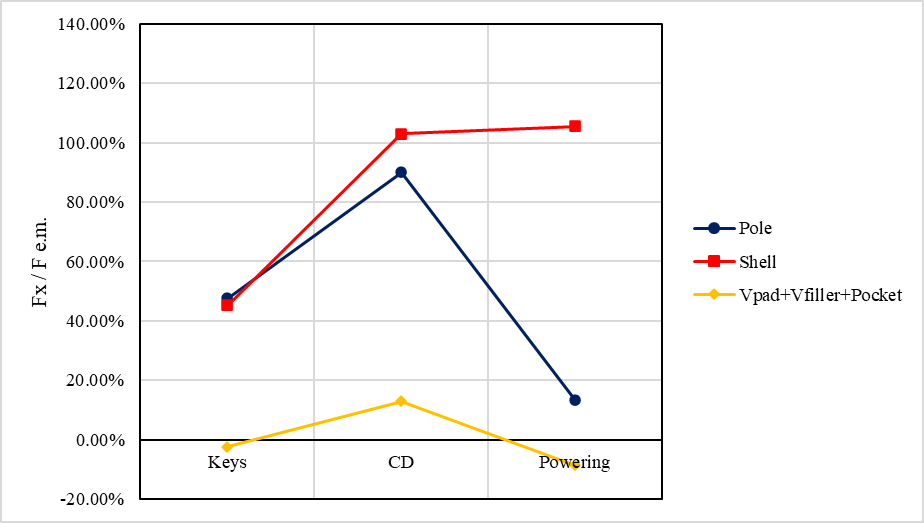 140.00%
120.00%
100.00%
80.00%
60.00%
40.00%
20.00%
0.00%
-20.00%
Fx / F e.m.
Keys
CD
Powering
Pole
Shell
Vpad+Vfiller+Pocket